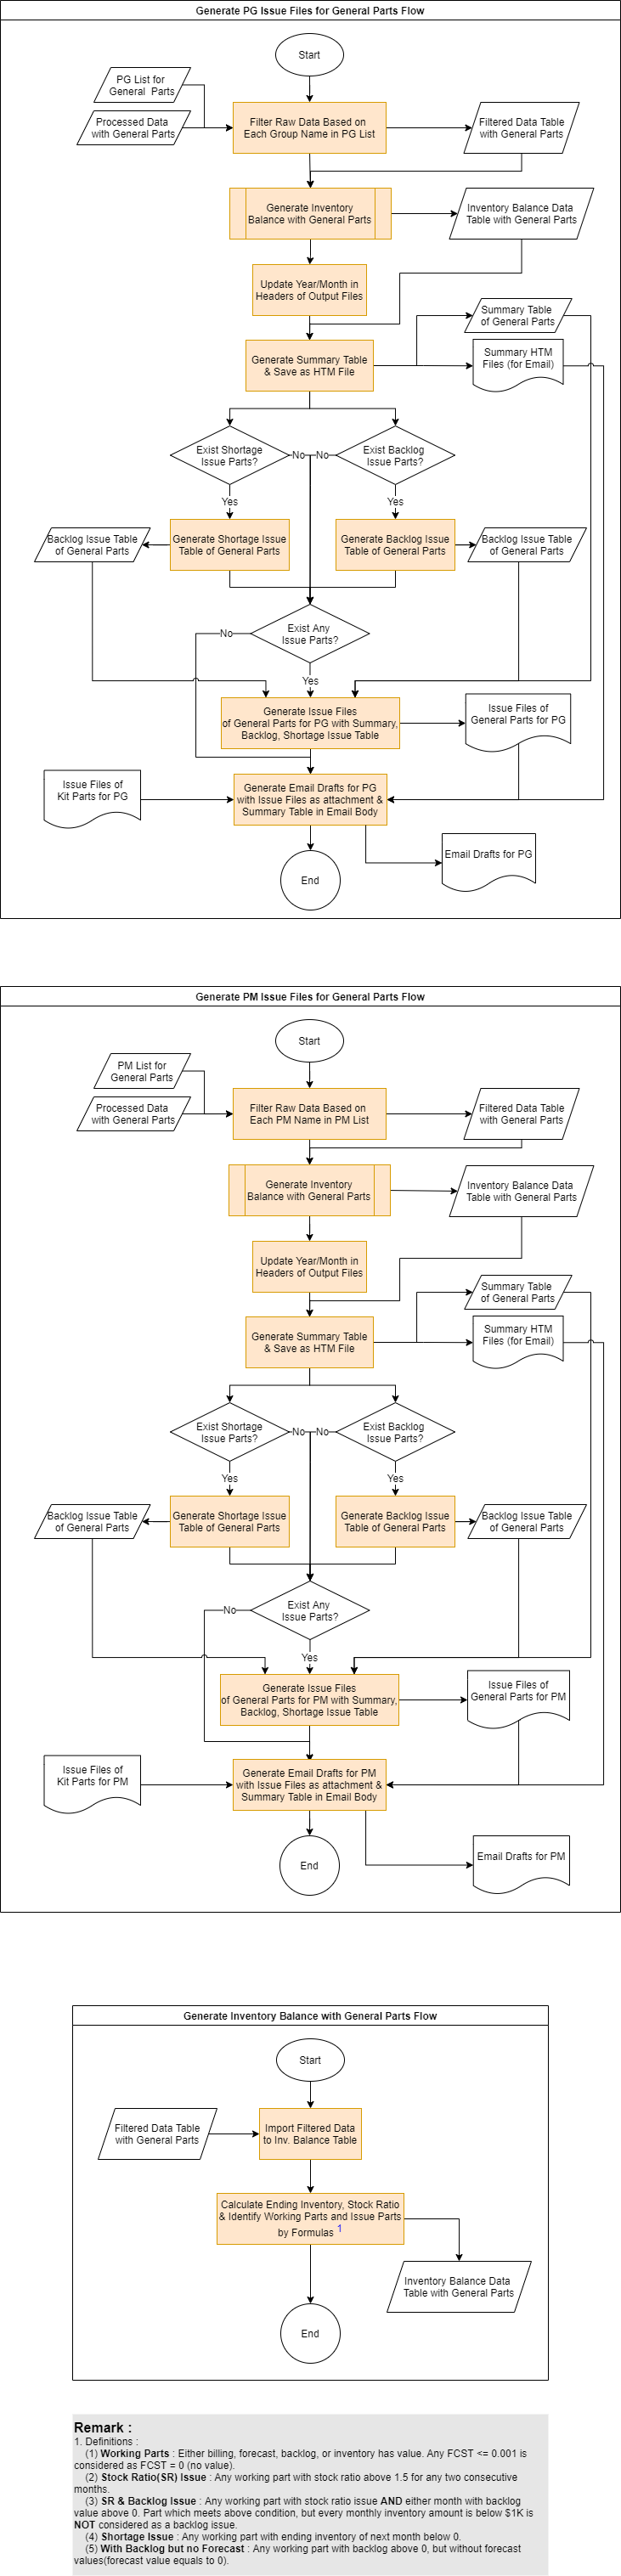 Generate PG Issue Files for General Parts Flow
Start
PG List for
General Parts
Processed Data
with General Parts
Filter Raw Data Based on
Each Group Name in PG List
Filtered Data Table
with General Parts
Generate Inventory
Balance with General Parts
Inventory Balance Data
Table with General Parts
Update Year/Month in
Headers of Output Files
Summary Table
of General Parts
Generate Summary Table
& Save as HTM File
Summary HTM
Files (for Email)
Exist Shortage
Issue Parts?
No
No
Exist Backlog
Issue Parts?
Yes
Yes
Backlog Issue Table
of General Parts
Generate Shortage Issue
Table of General Parts
Generate Backlog Issue
Table of General Parts
Backlog Issue Table
of General Parts
No
Exist Any
Issue Parts?
Yes
Generate Issue Files
of General Parts for PG with Summary,
Backlog, Shortage Issue Table
Issue Files of
General Parts for PG
Issue Files of
Kit Parts for PG
Generate Email Drafts for PG
with Issue Files as attachment &
Summary Table in Email Body
Email Drafts for PG
End
Generate PM Issue Files for General Parts Flow
Start
PM List for
General Parts
Processed Data
with General Parts
Filter Raw Data Based on
Each PM Name in PM List
Filtered Data Table
with General Parts
Generate Inventory
Balance with General Parts
Inventory Balance Data
Table with General Parts
Update Year/Month in
Headers of Output Files
Summary Table
of General Parts
Generate Summary Table
& Save as HTM File
Summary HTM
Files (for Email)
Exist Shortage
Issue Parts?
No
No
Exist Backlog
Issue Parts?
Yes
Yes
Backlog Issue Table
of General Parts
Generate Shortage Issue
Table of General Parts
Generate Backlog Issue
Table of General Parts
Backlog Issue Table
of General Parts
No
Exist Any
Issue Parts?
Yes
Generate Issue Files
of General Parts for PM with Summary,
Backlog, Shortage Issue Table
Issue Files of
General Parts for PM
Issue Files of
Kit Parts for PM
Generate Email Drafts for PM
with Issue Files as attachment &
Summary Table in Email Body
Email Drafts for PM
End
Generate Inventory Balance with General Parts Flow
Start
Filtered Data Table
with General Parts
Import Filtered Data
to Inv. Balance Table
Calculate Ending Inventory, Stock Ratio
& Identify Working Parts and Issue Parts
by Formulas 1
Inventory Balance Data
Table with General Parts
End
Remark :
1. Definitions :
(1) Working Parts : Either billing, forecast, backlog, or inventory has value. Any FCST <= 0.001 is
considered as FCST = 0 (no value).
(2) Stock Ratio(SR) Issue : Any working part with stock ratio above 1.5 for any two consecutive
months.
(3) SR & Backlog Issue : Any working part with stock ratio issue AND either month with backlog
value above 0. Part which meets above condition, but every monthly inventory amount is below $1K is
NOT considered as a backlog issue.
(4) Shortage Issue : Any working part with ending inventory of next month below 0.
(5) With Backlog but no Forecast : Any working part with backlog above 0, but without forecast
values(forecast value equals to 0).